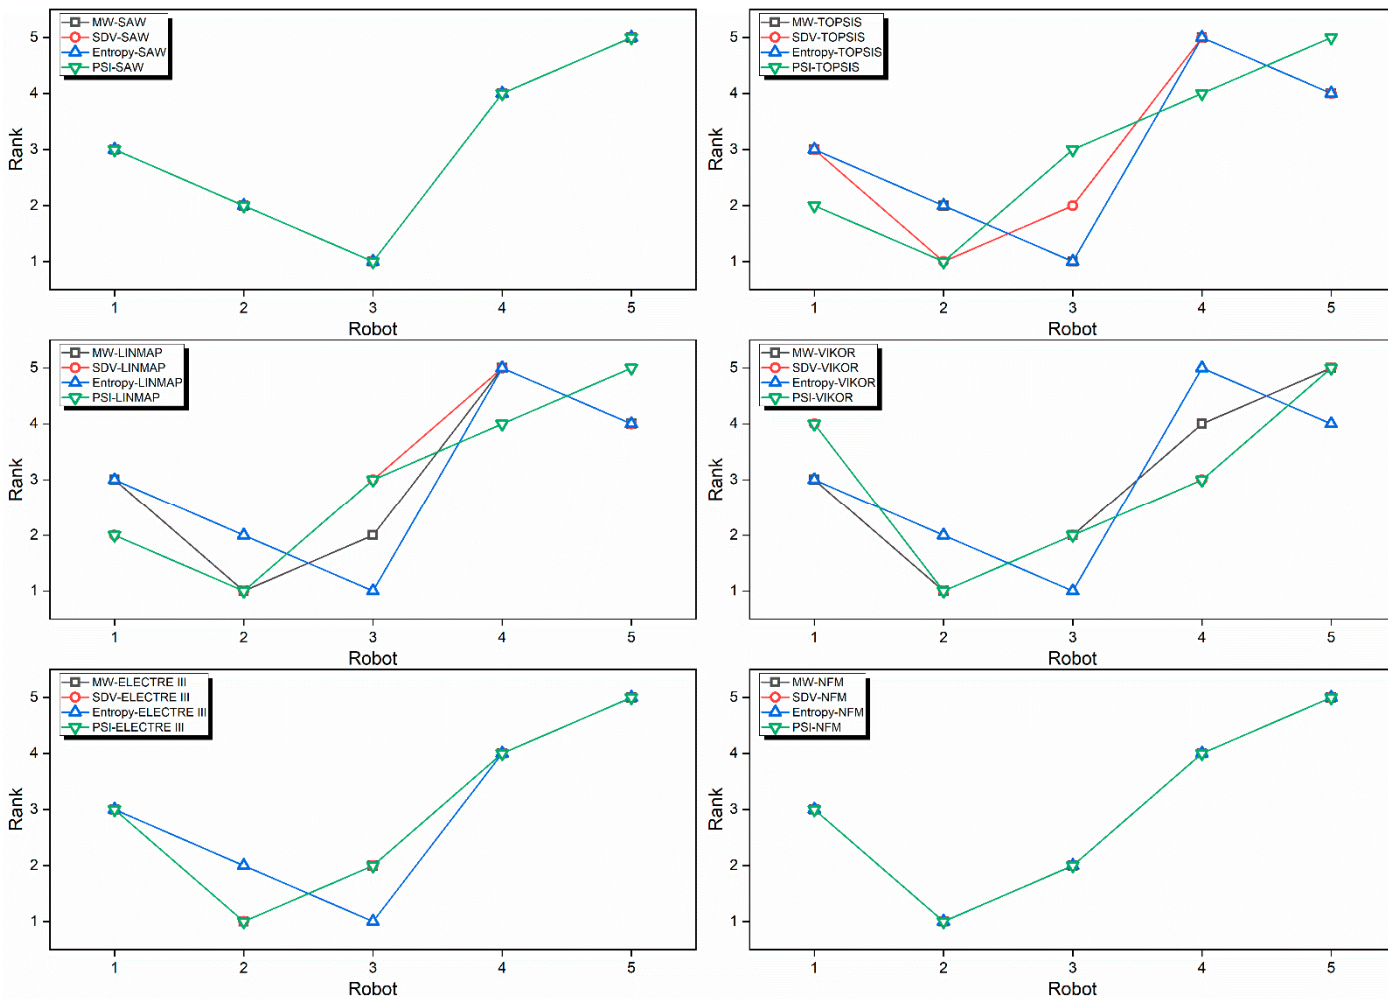 MW-SAW
SDV-SAW
Entropy-SAW
PSI-SAW
5
4
3
2
1
Rank
1 2 3 4 5
Robot
MW-TOPSIS
SDV-TOPSIS
Entropy-TOPSIS
PSI-TOPSIS
5
4
3
2
1
Rank
1 2 3 4 5
Robot
MW-LINMAP
SDV-LINMAP
Entropy-LINMAP
PSI-LINMAP
5
4
3
2
1
Rank
1 2 3 4 5
Robot
MW-VIKOR
SDV-VIKOR
Entropy-VIKOR
PSI-VIKOR
5
4
3
2
1
Rank
1 2 3 4 5
Robot
MW-ELECTRE III
SDV-ELECTRE III
Entropy-ELECTRE III
PSI-ELECTRE III
5
4
3
2
1
Rank
1 2 3 4 5
Robot
MW-NFM
SDV-NFM
Entropy-NFM
PSI-NFM
5
4
3
2
1
Rank
1 2 3 4 5
Robot